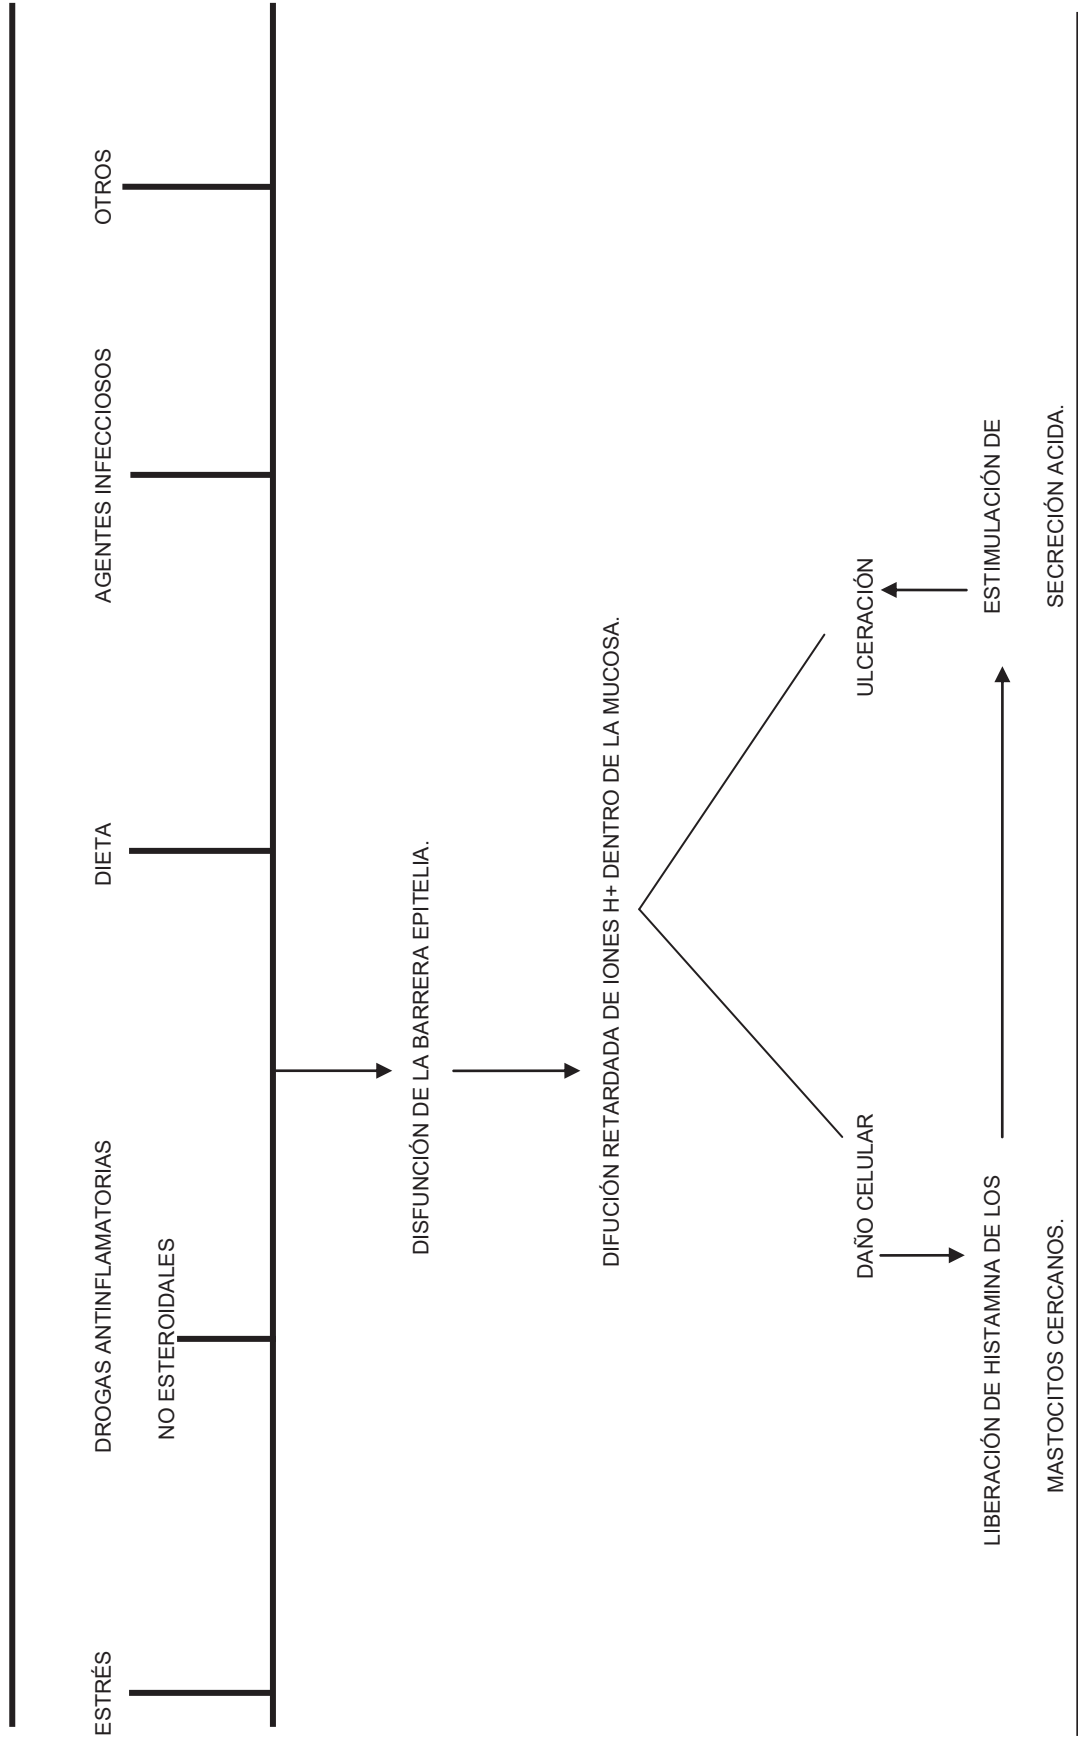 ESTRÉS
DROGAS ANTINFLAMATORIAS
NO ESTEROIDALES
DIETA
AGENTES INFECCIOSOS
OTROS
DISFUNCIÓN DE LA BARRERA EPITELIA.
DIFUCIÓN RETARDADA DE IONES H+ DENTRO DE LA MUCOSA.
DAÑO CELULAR
ULCERACIÓN
LIBERACIÓN DE HISTAMINA DE LOS
MASTOCITOS CERCANOS.
ESTIMULACIÓN DE
SECRECIÓN ACIDA.